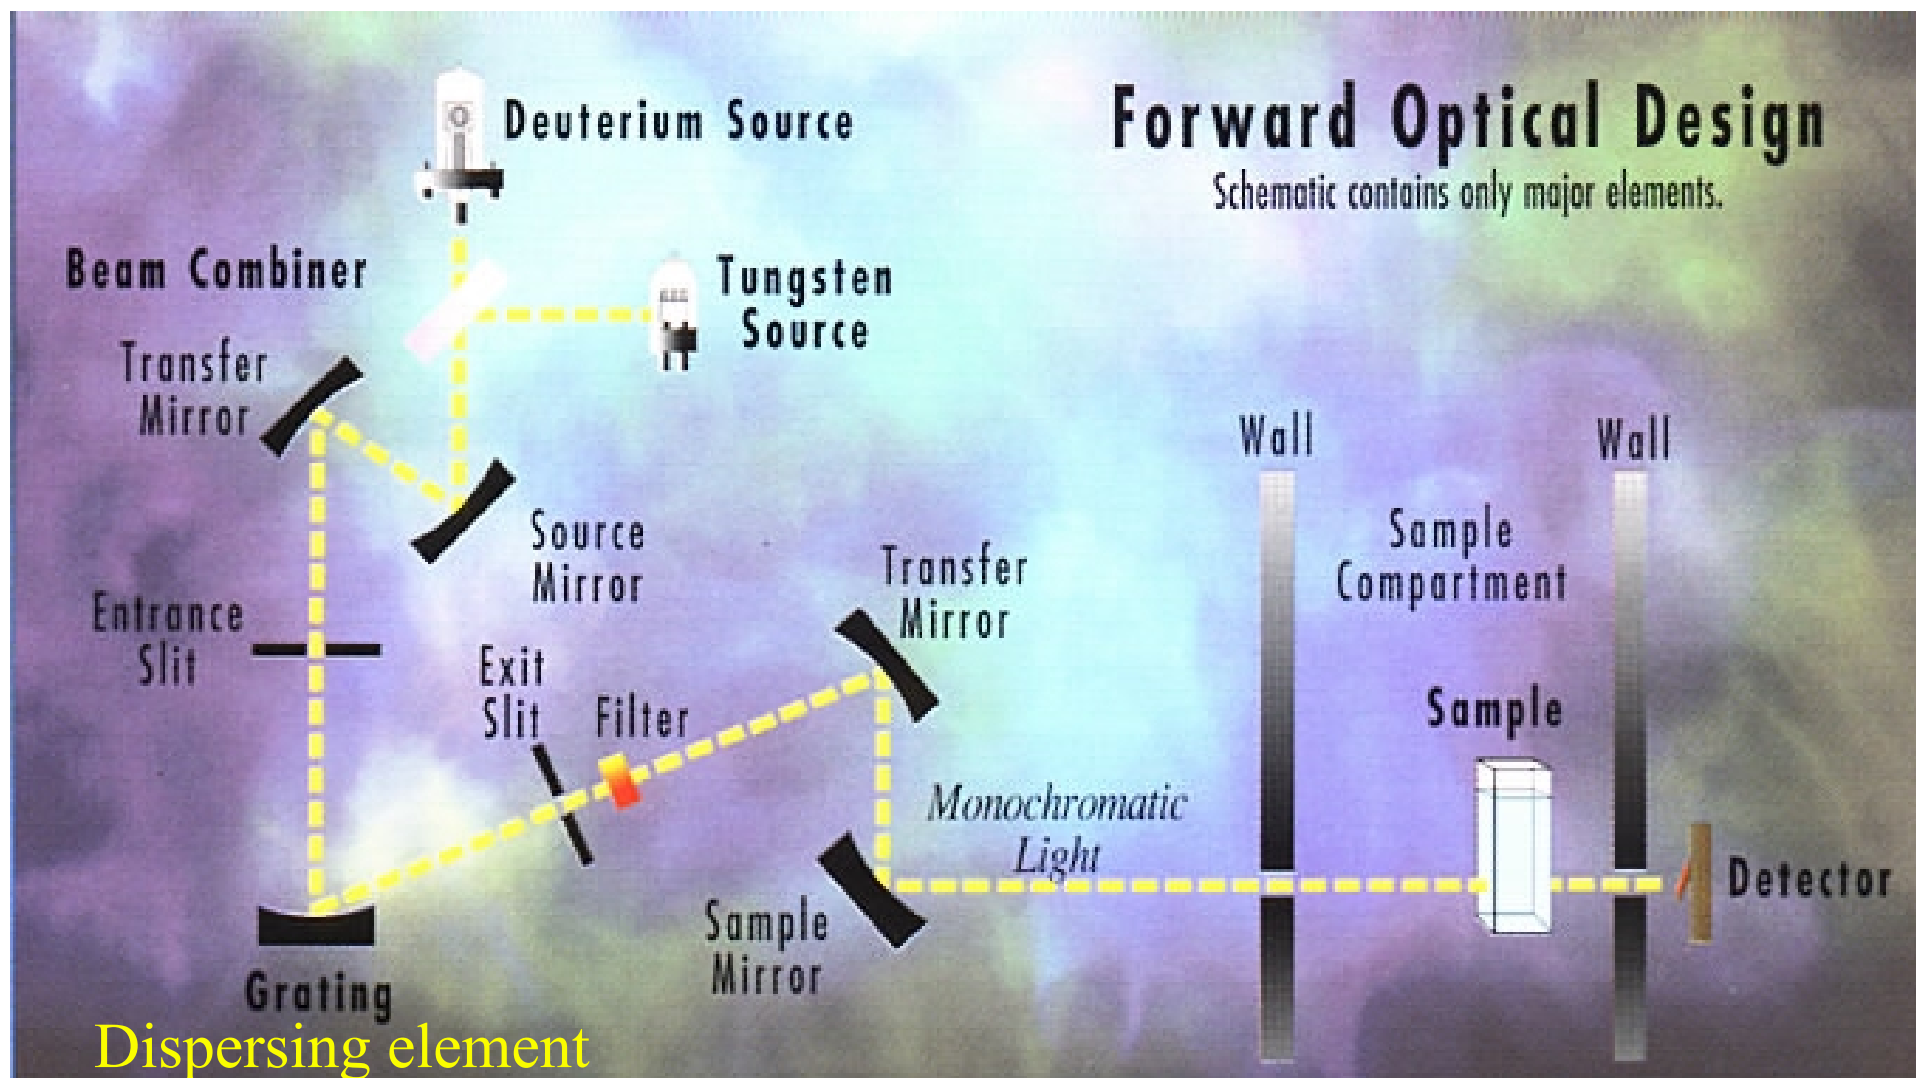 Forward Optical Design
Schematic contains only major elements.
Deuterium Source
Beam Combiner
Tungsten
Source
Transfer
Mirror
Source
Mirror
Entrance
Slit
Exit
Slit
Filter
Transfer
Mirror
Wall
Wall
Sample
Compartment
Sample
Monochromatic
Light
Detector
Sample
Mirror
Grating
Dispersing element